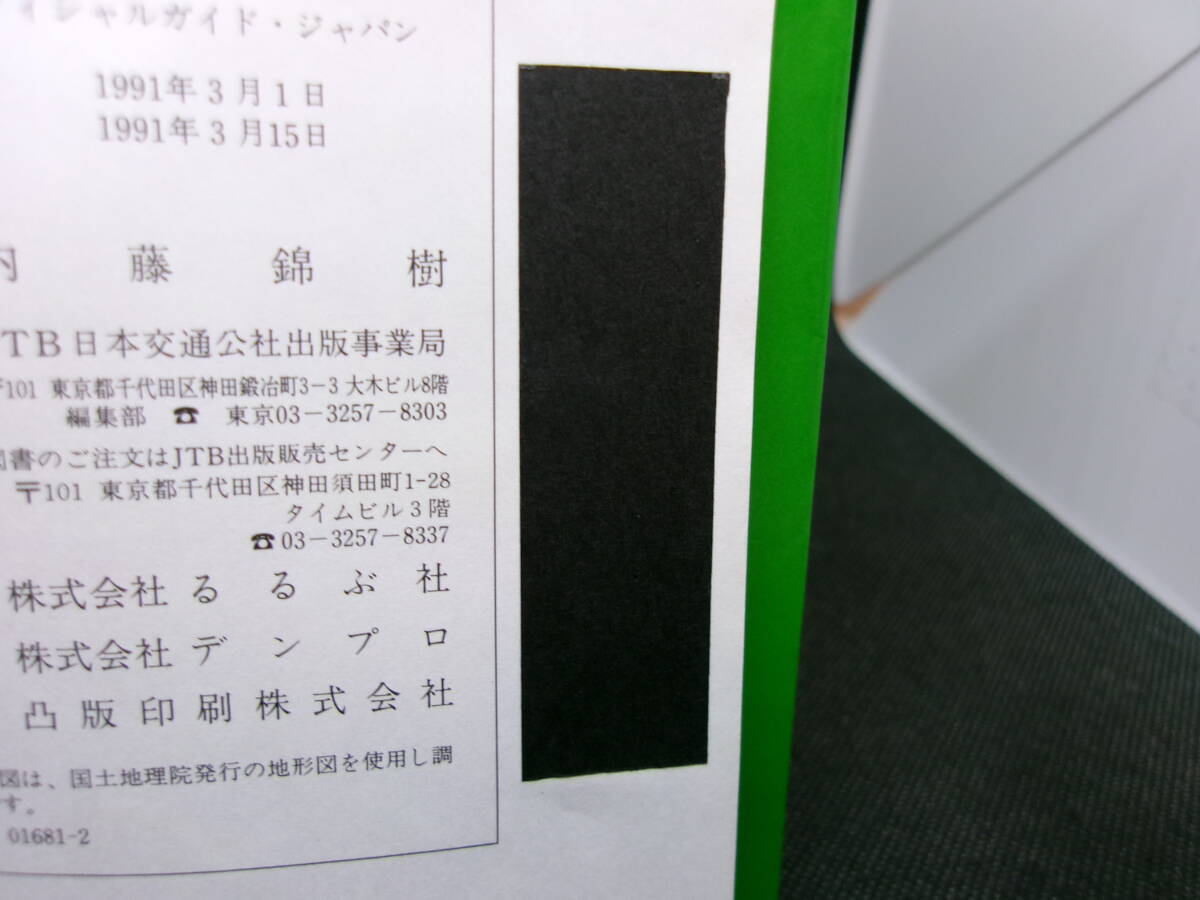 ィシャルガイド・ジャパン
1991年3月1日
1991年3月15日
内藤錦樹
JTB日本交通公社出版事業局
〒101 東京都千代田区神田鍛冶町3-3 大木ビル8階
編集部 ☎ 東京03-3257-8303
図書のご注文はJTB出版販売センターへ
〒101 東京都千代田区神田須田町1-28
タイムビル3階
☎03-3257-8337
株式会社るるぶ社
株式会社デンプロ
凸版印刷株式会社
図は、国土地理院発行の地形図を使用し調
す。
01681-2